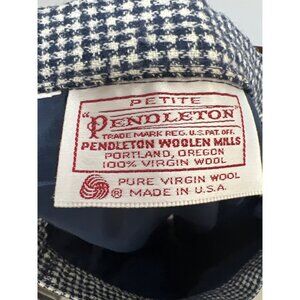 PETITE
"PENDLETON"
TRADE MARK REG. U.S. PAT. OFF.
PENDLETON WOOLEN MILLS
PORTLAND, OREGON
100% VIRGIN WOOL
PURE VIRGIN WOOL
® MADE IN U.S.A.